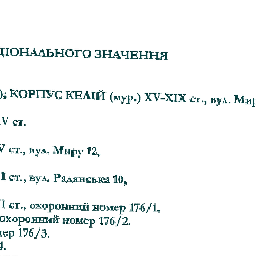 ЦІОНАЛЬНОГО ЗНАЧЕННЯ
); КОРПУС КЕЛІЙ (мур.) XV-XIX ст., вул. Мир
V ст.
V ст., вул. Миру 12,
І ст., вул. Радянська 10,
ст., охоронний номер 176/1,
охоронний номер 176/2.
мер 176/3.